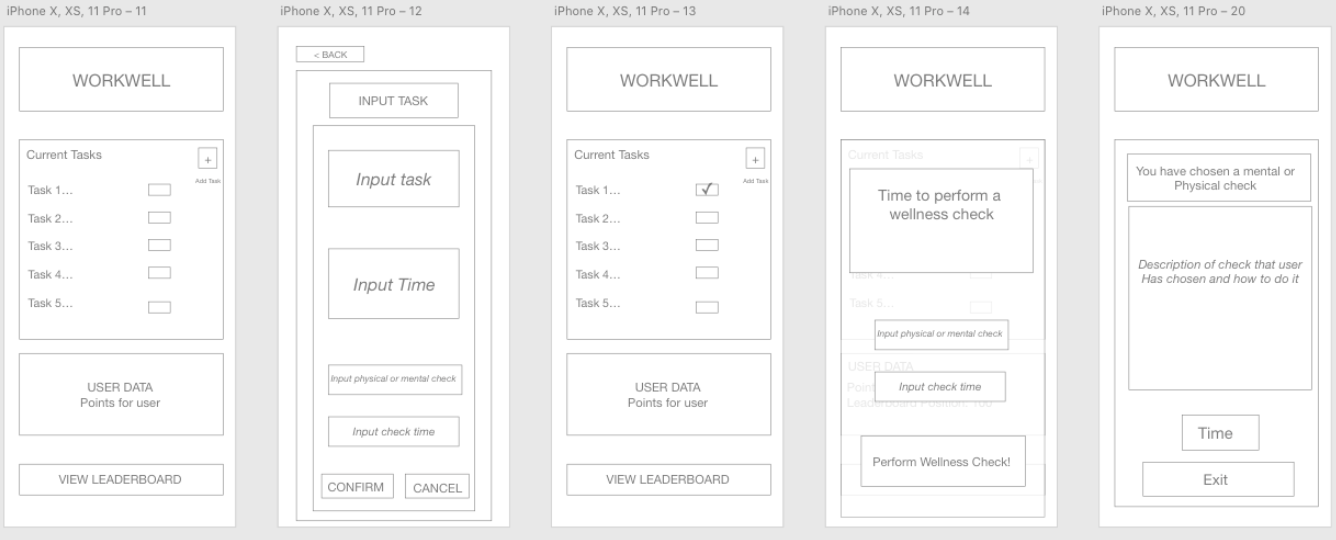 iPhone X, XS, 11 Pro – 11
WORKWELL
Current Tasks
+
Add Task
Task 1...
Task 2...
Task 3...
Task 4...
Task 5...
USER DATA
Points for user
VIEW LEADERBOARD
iPhone X, XS, 11 Pro – 12
< BACK
INPUT TASK
Input task
Input Time
Input physical or mental check
Input check time
CONFIRM
CANCEL
iPhone X, XS, 11 Pro – 13
WORKWELL
Current Tasks
+
Add Task
Task 1...
Task 2...
Task 3...
Task 4...
Task 5...
USER DATA
Points for user
VIEW LEADERBOARD
iPhone X, XS, 11 Pro – 14
WORKWELL
Current Tasks
+
Time to perform a
wellness check
Task 4...
Task 5...
Input physical or mental check
USER DATA
Input check time
Leaderboard Position: 100
Perform Wellness Check!
iPhone X, XS, 11 Pro – 20
WORKWELL
You have chosen a mental or
Physical check
Description of check that user
Has chosen and how to do it
Time
Exit